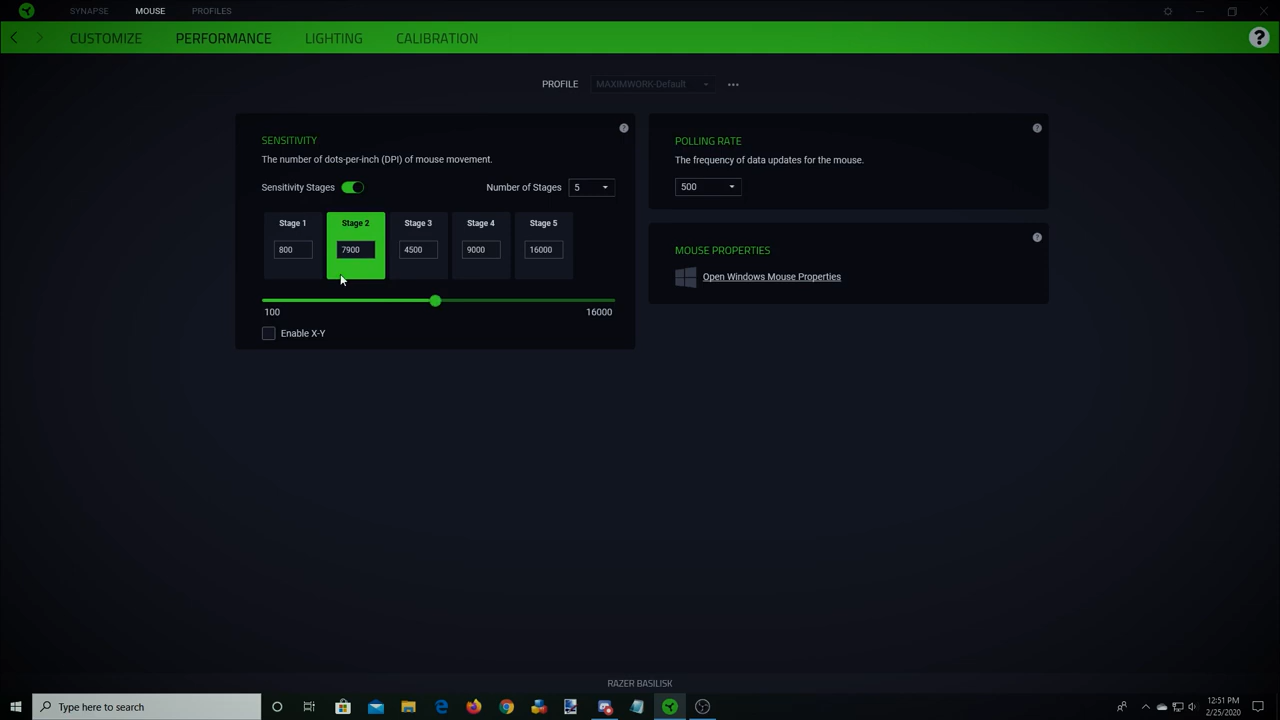 SYNAPSE MOUSE PROFILES
CUSTOMIZE PERFORMANCE LIGHTING CALIBRATION ?
PROFILE MAXIMWORK-Default
SENSITIVITY ?
The number of dots-per-inch (DPI) of mouse movement.
Sensitivity Stages Number of Stages 5
Stage 1 Stage 2 Stage 3 Stage 4 Stage 5
800 7900 4500 9000 16000
100 16000
Enable X-Y
POLLING RATE ?
The frequency of data updates for the mouse.
500
MOUSE PROPERTIES ?
Open Windows Mouse Properties
RAZER BASILISK
Type here to search
12:51 PM
2/25/2020